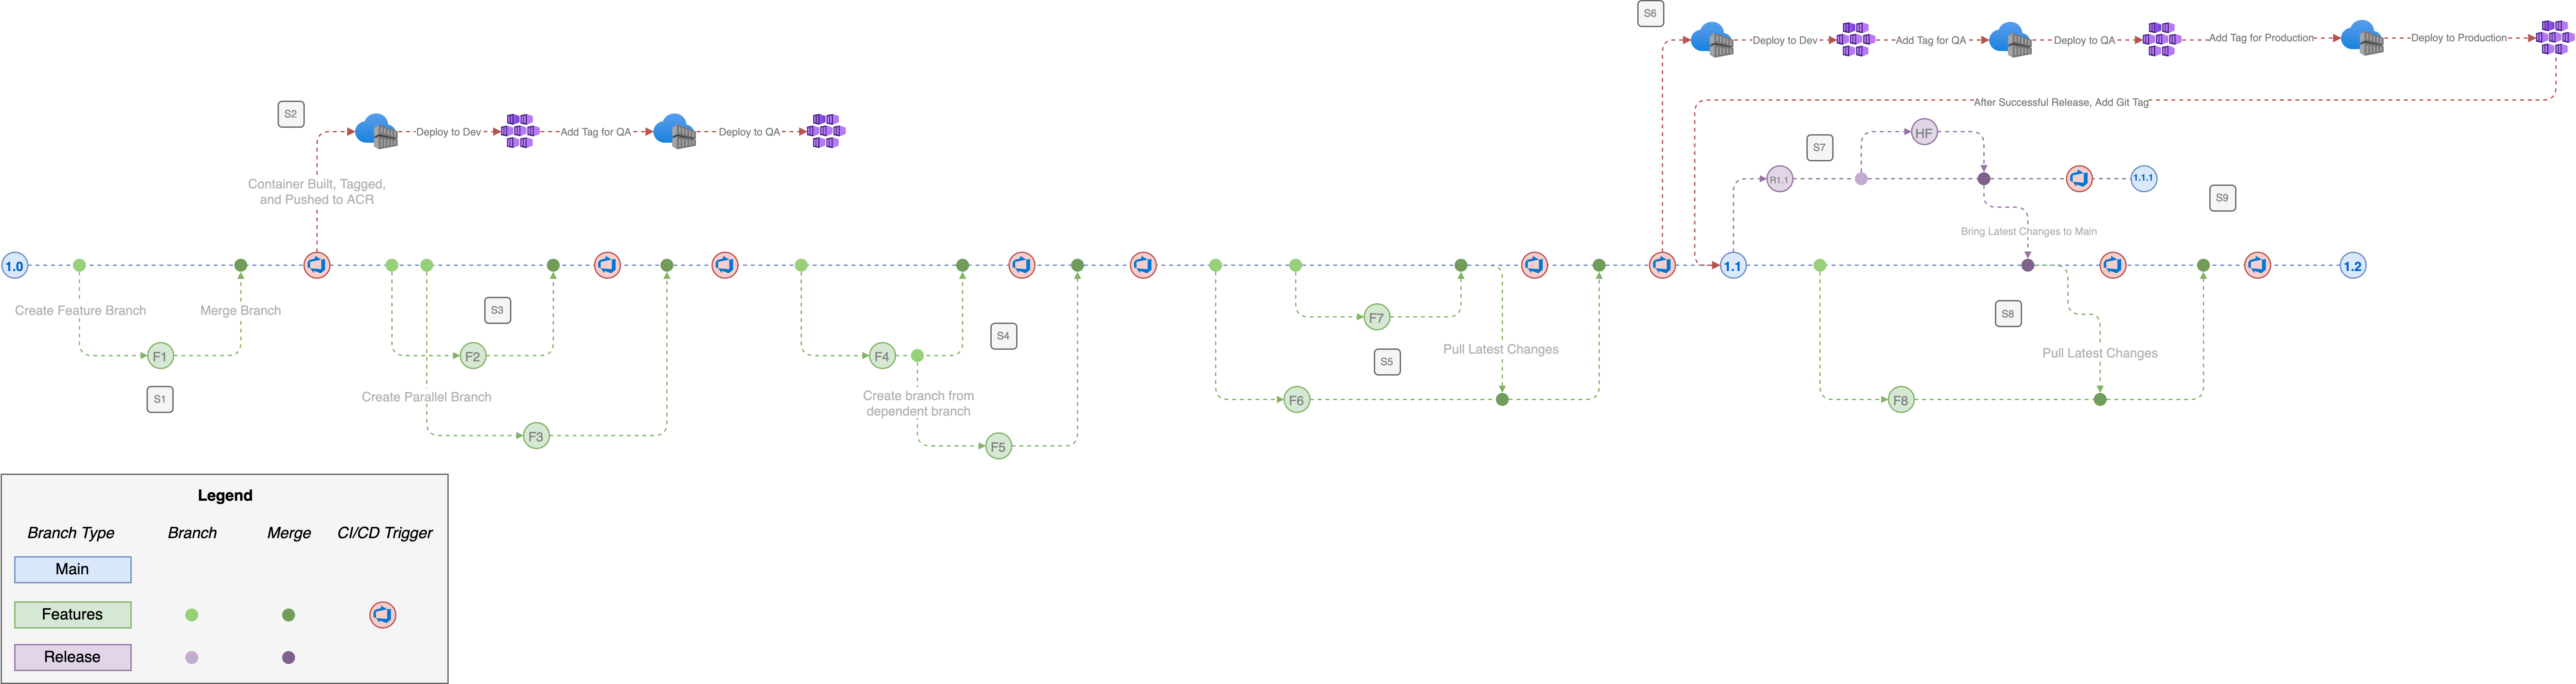 S6
Deploy to Dev
Add Tag for QA
Deploy to QA
Add Tag for Production
Deploy to Production
After Successful Release, Add Git Tag
S2
Deploy to Dev
Add Tag for QA
Deploy to QA
HF
S7
R1.1
1.1.1
Container Built, Tagged,
and Pushed to ACR
S9
Bring Latest Changes to Main
1.0
1.1
1.2
Create Feature Branch
Merge Branch
S3
S8
F7
S4
F1
F2
F4
S5
Pull Latest Changes
Pull Latest Changes
S1
Create Parallel Branch
Create branch from
dependent branch
F6
F8
F3
F5
Legend
Branch Type
Branch
Merge
CI/CD Trigger
Main
Features
Release